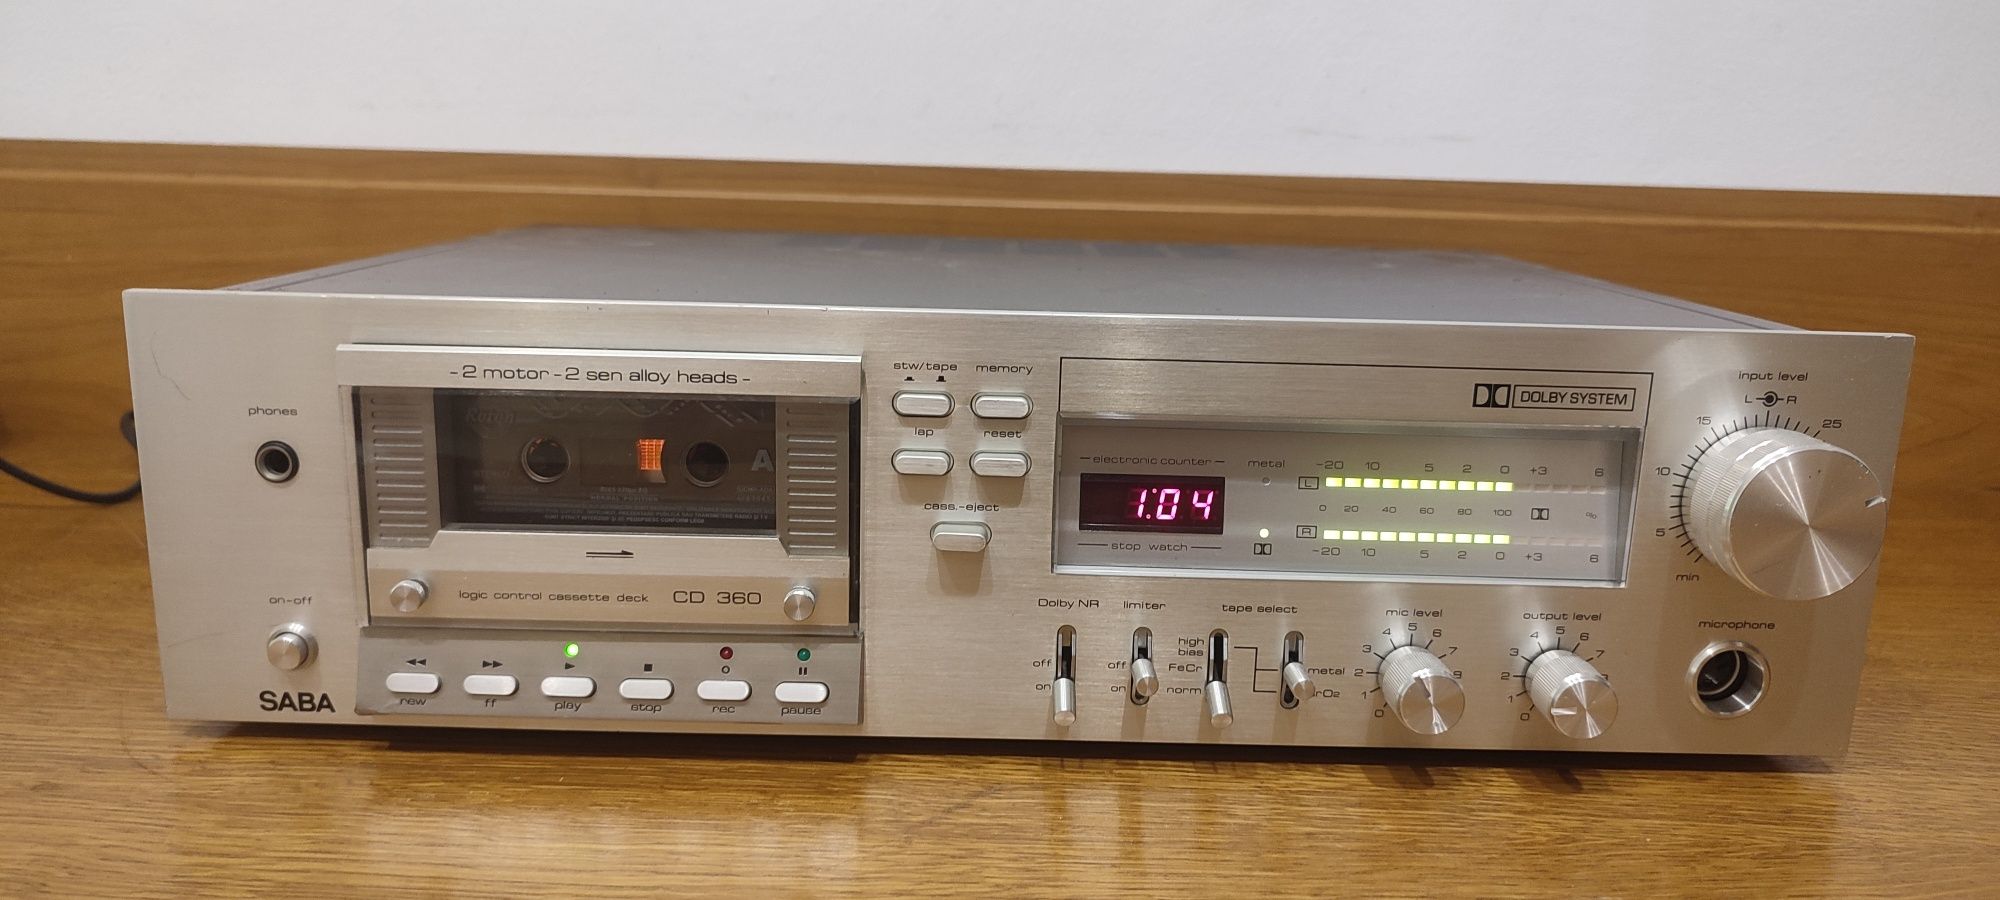 - 2 motor - 2 sen alloy heads -
phones
A
NORMAL POSITION
logic control cassette deck CD 360
on-off
SABA
rew
ff
play
stop
rec
pause
stw/tape
memory
lap
reset
cass.-eject
DOLBY SYSTEM
electronic counter
1:04
stop watch
metal
-20 10 5 2 0 +3 6
L
0 20 40 60 80 100 %
R
-20 10 5 2 0 +3 6
input level
L R
min 5 10 15 25
Dolby NR
off
on
limiter
off
on
tape select
high bias
FeCr
norm
metal
rO2
mic level
0 1 2 3 4 5 6 7 8
output level
0 1 2 3 4 5 6 7
microphone